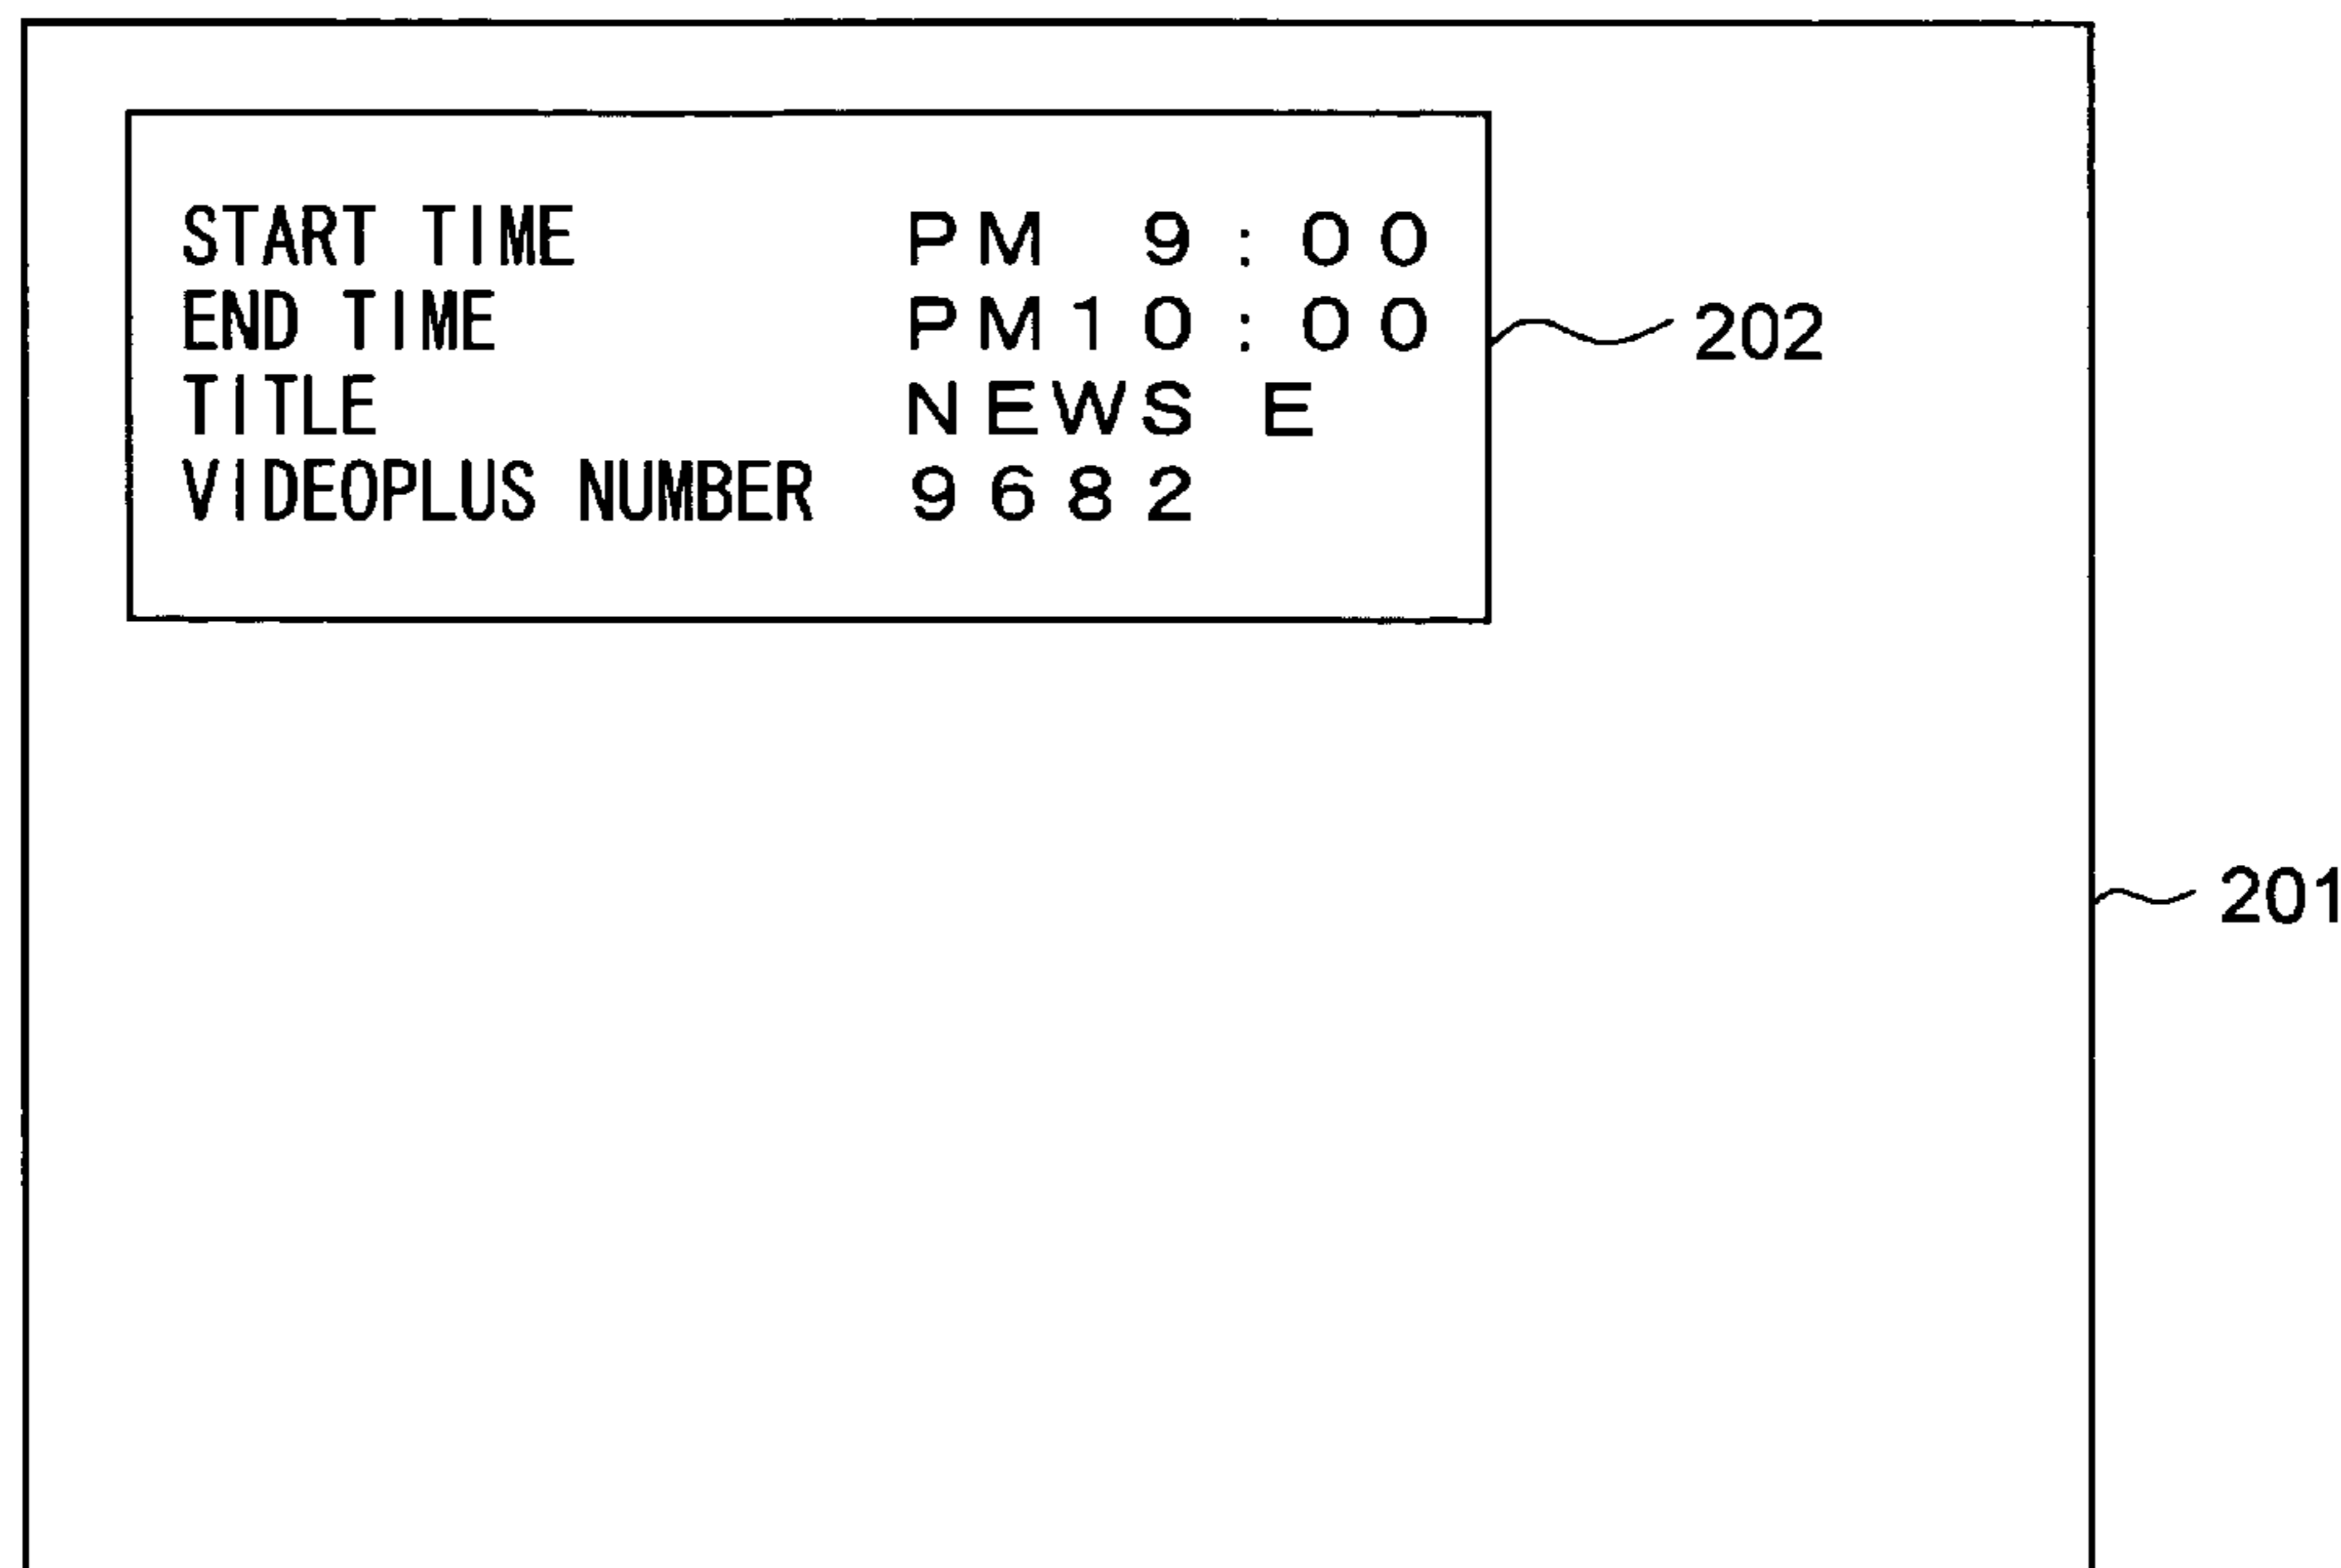 START TIME PM 9:00
END TIME PM10:00
TITLE NEWS E
VIDEOPLUS NUMBER 9682
202
201